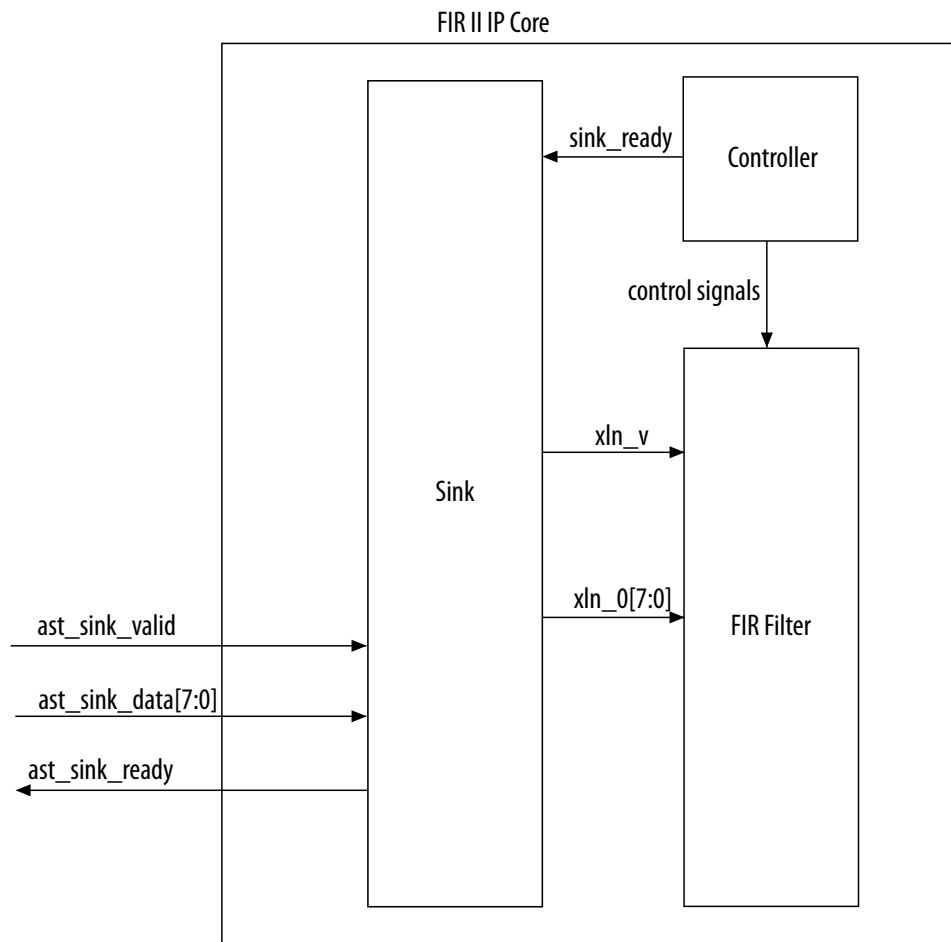 FIR II IP Core
sink_ready
Controller
control signals
xln_v
Sink
xln_0[7:0]
FIR Filter
ast_sink_valid
ast_sink_data[7:0]
ast_sink_ready